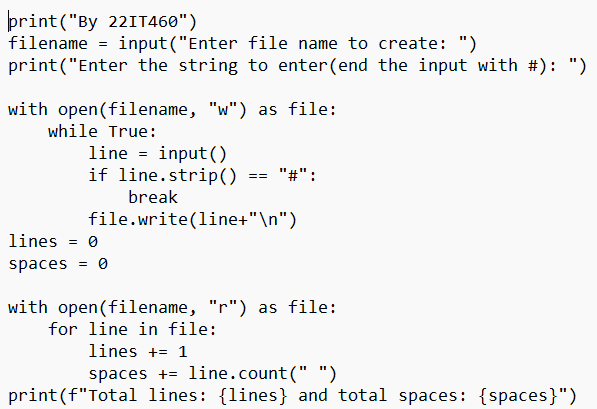 print("By 22IT460")
filename = input("Enter file name to create: ")
print("Enter the string to enter(end the input with #): ")

with open(filename, "w") as file:
    while True:
        line = input()
        if line.strip() == "#":
            break
        file.write(line+"\n")
lines = 0
spaces = 0

with open(filename, "r") as file:
    for line in file:
        lines += 1
        spaces += line.count(" ")
print(f"Total lines: {lines} and total spaces: {spaces}")